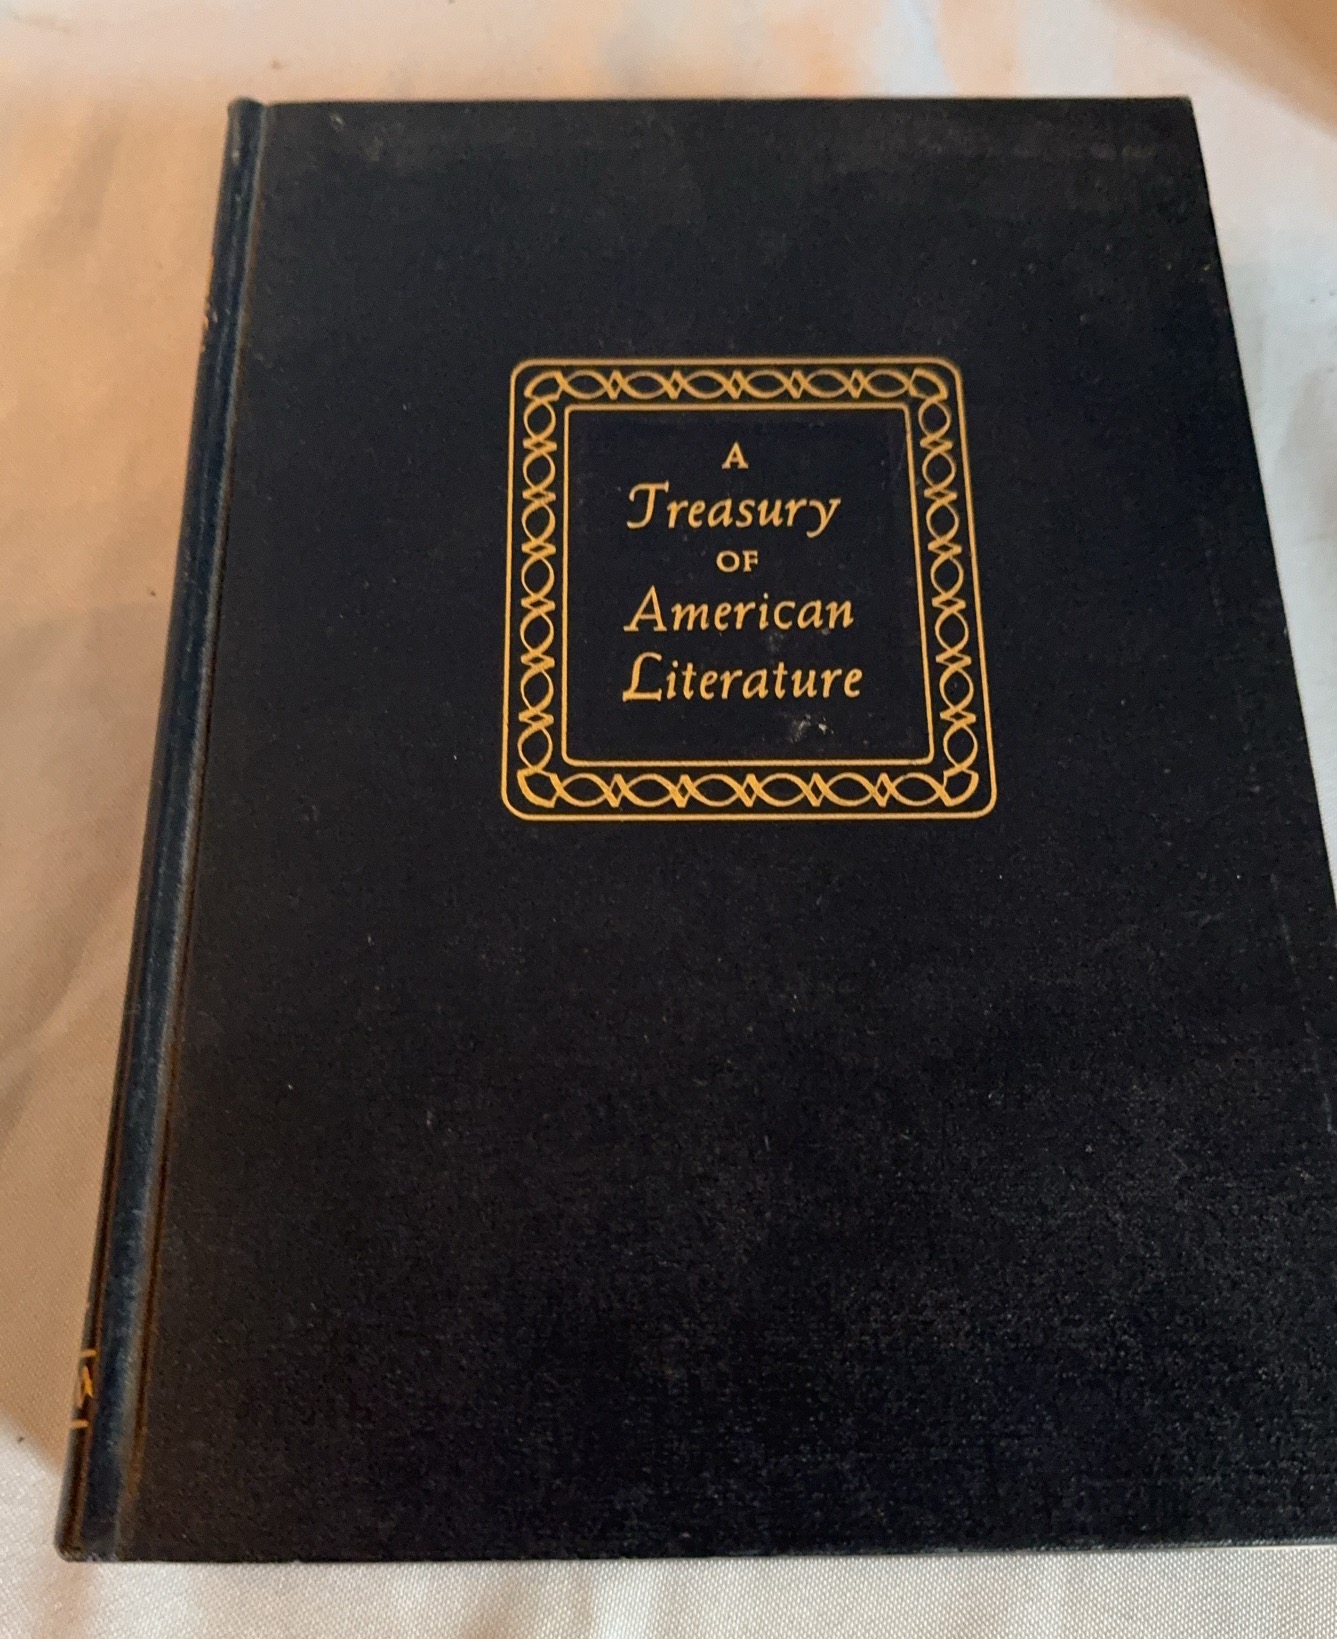 A
Treasury
OF
American
Literature